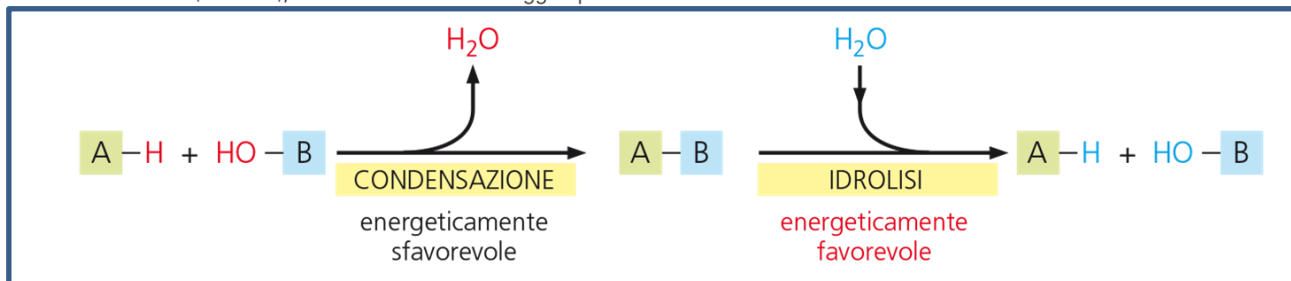 H₂O H₂O
A – H + HO – B A – B A – H + HO – B
CONDENSAZIONE IDROLISI
energeticamente energeticamente
sfavorevole favorevole